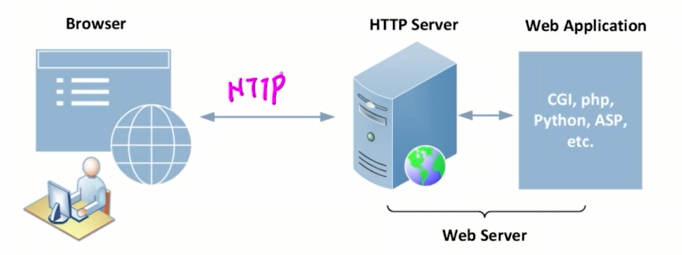 Browser
HTTP Server
Web Application
HTTP
CGI, php,
Python, ASP,
etc.
Web Server